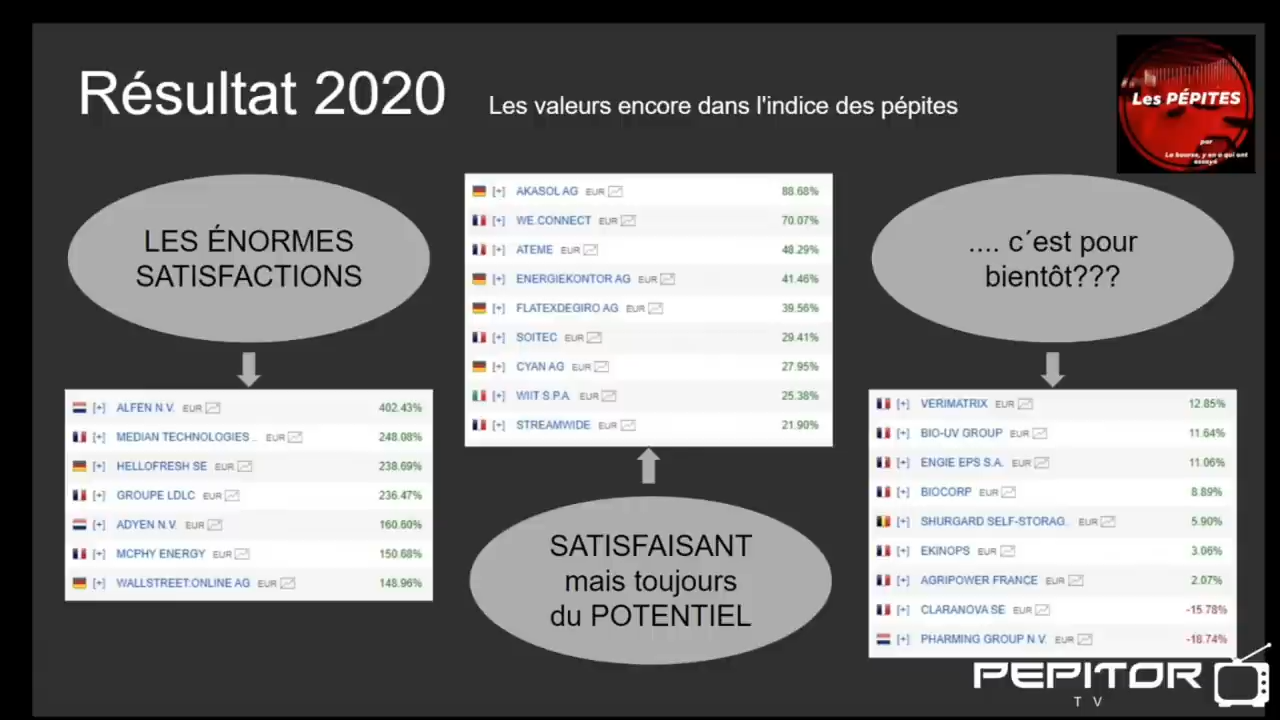 Résultat 2020
Les valeurs encore dans l'indice des pépites
Les PÉPITES
par
La bourse, y en a qui ont
essayé
LES ÉNORMES
SATISFACTIONS
ALFEN N.V. EUR 402.43%
[+] MEDIAN TECHNOLOGIES .. EUR 248.08%
[+] HELLOFRESH SE EUR 238.69%
[+] GROUPE LDLC EUR 236.47%
[+] ADYEN N.V. EUR 160.60%
[+] MCPHY ENERGY EUR 150.68%
[+] WALLSTREET:ONLINE AG EUR 148.96%
[+] AKASOL AG EUR 88.68%
[+] WE.CONNECT EUR 70.07%
[+] ATEME EUR 48.29%
[+] ENERGIEKONTOR AG EUR 41.46%
[+] FLATEXDEGIRO AG EUR 39.56%
[+] SOITEC EUR 29.41%
[+] CYAN AG EUR 27.95%
[+] WIIT S.P.A. EUR 25.38%
[+] STREAMWIDE EUR 21.90%
SATISFAISANT
mais toujours
du POTENTIEL
.... c´est pour
bientôt???
[+] VERIMATRIX EUR 12.85%
[+] BIO-UV GROUP EUR 11.64%
[+] ENGIE EPS S.A. EUR 11.06%
[+] BIOCORP EUR 8.89%
[+] SHURGARD SELF-STORAG.. EUR 5.90%
[+] EKINOPS EUR 3.06%
[+] AGRIPOWER FRANCE EUR 2.07%
[+] CLARANOVA SE EUR -15.78%
[+] PHARMING GROUP N.V. EUR -18.74%
PEPITOR
TV